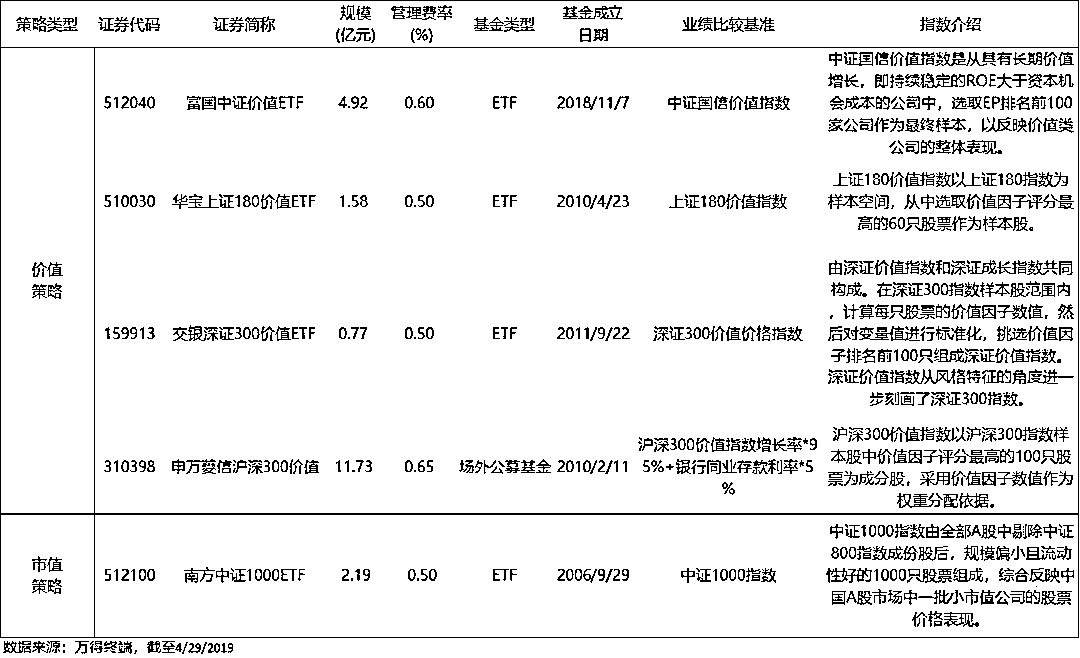 策略类型 证券代码 证券简称 规模(亿元) 管理费率(%) 基金类型 基金成立日期 业绩比较基准 指数介绍
价值
策略
512040 富国中证价值ETF 4.92 0.60 ETF 2018/11/7 中证国信价值指数
中证国信价值指数是从具有长期价值
增长，即持续稳定的ROE大于资本机
会成本的公司中，选取EP排名前100
家公司作为最终样本，以反映价值类
公司的整体表现。
510030 华宝上证180价值ETF 1.58 0.50 ETF 2010/4/23 上证180价值指数
上证180价值指数以上证180指数为
样本空间，从中选取价值因子评分最
高的60只股票作为样本股。
159913 交银深证300价值ETF 0.77 0.50 ETF 2011/9/22 深证300价值价格指数
由深证价值指数和深证成长指数共同
构成。在深证300指数样本股范围内
，计算每只股票的价值因子数值，然
后对变量值进行标准化，挑选价值因
子排名前100只组成深证价值指数。
深证价值指数从风格特征的角度进一
步刻画了深证300指数。
310398 申万菱信沪深300价值 11.73 0.65 场外公募基金 2010/2/11
沪深300价值指数增长率*9
5%+银行同业存款利率*5
%
沪深300价值指数以沪深300指数样
本股中价值因子评分最高的100只股
票为成分股，采用价值因子数值作为
权重分配依据。
市值
策略
512100 南方中证1000ETF 2.19 0.50 ETF 2006/9/29 中证1000指数
中证1000指数由全部A股中剔除中证
800指数成份股后，规模偏小且流动
性好的1000只股票组成，综合反映中
国A股市场中一批小市值公司的股票
价格表现。
数据来源：万得终端，截至4/29/2019